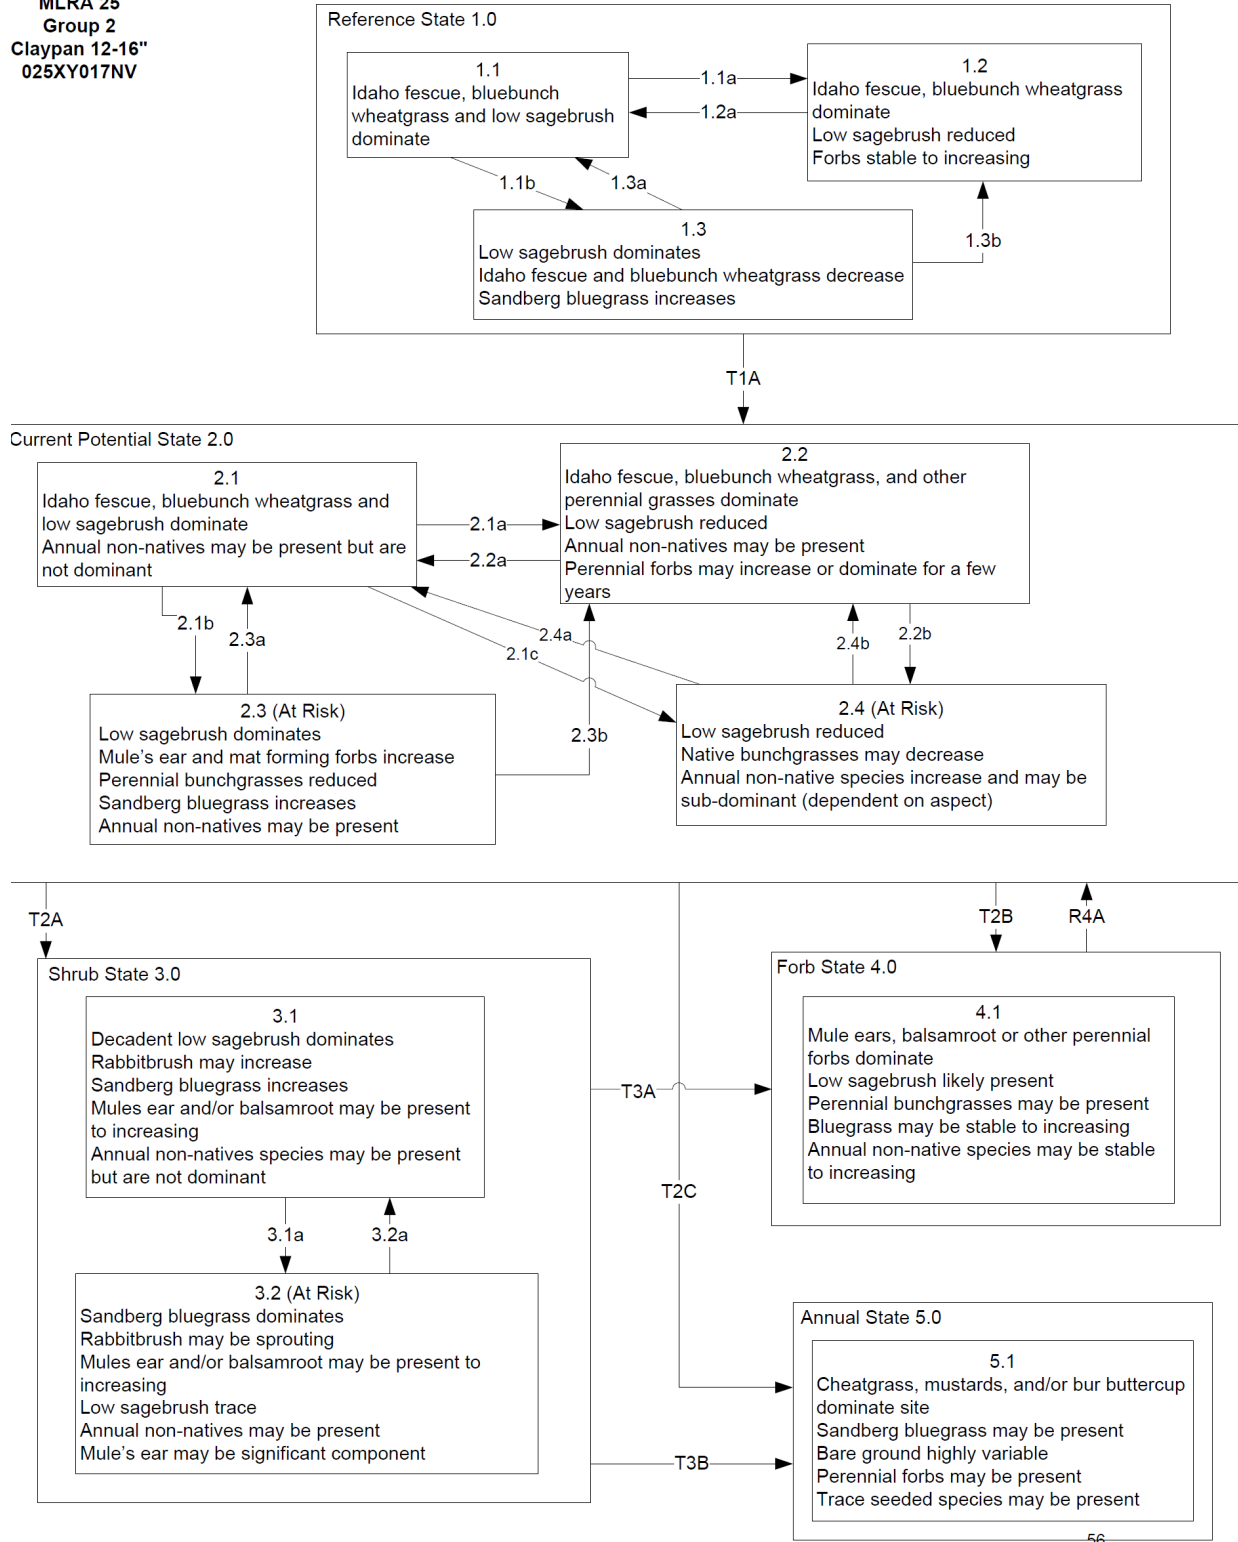 MLRA 25
Group 2
Claypan 12-16"
025XY017NV
Reference State 1.0
1.1
Idaho fescue, bluebunch
wheatgrass and low sagebrush
dominate
1.1a
1.2a
1.2
Idaho fescue, bluebunch wheatgrass
dominate
Low sagebrush reduced
Forbs stable to increasing
1.1b
1.3a
1.3b
1.3
Low sagebrush dominates
Idaho fescue and bluebunch wheatgrass decrease
Sandberg bluegrass increases
T1A
Current Potential State 2.0
2.1
Idaho fescue, bluebunch wheatgrass and
low sagebrush dominate
Annual non-natives may be present but are
not dominant
2.1a
2.2a
2.2
Idaho fescue, bluebunch wheatgrass, and other
perennial grasses dominate
Low sagebrush reduced
Annual non-natives may be present
Perennial forbs may increase or dominate for a few
years
2.1b
2.3a
2.4a
2.1c
2.4b
2.2b
2.3b
2.3 (At Risk)
Low sagebrush dominates
Mule's ear and mat forming forbs increase
Perennial bunchgrasses reduced
Sandberg bluegrass increases
Annual non-natives may be present
2.4 (At Risk)
Low sagebrush reduced
Native bunchgrasses may decrease
Annual non-native species increase and may be
sub-dominant (dependent on aspect)
T2A
T2B
R4A
Shrub State 3.0
3.1
Decadent low sagebrush dominates
Rabbitbrush may increase
Sandberg bluegrass increases
Mules ear and/or balsamroot may be present
to increasing
Annual non-natives species may be present
but are not dominant
3.1a
3.2a
3.2 (At Risk)
Sandberg bluegrass dominates
Rabbitbrush may be sprouting
Mules ear and/or balsamroot may be present to
increasing
Low sagebrush trace
Annual non-natives may be present
Mule's ear may be significant component
T3A
T2C
T3B
Forb State 4.0
4.1
Mule ears, balsamroot or other perennial
forbs dominate
Low sagebrush likely present
Perennial bunchgrasses may be present
Bluegrass may be stable to increasing
Annual non-native species may be stable
to increasing
Annual State 5.0
5.1
Cheatgrass, mustards, and/or bur buttercup
dominate site
Sandberg bluegrass may be present
Bare ground highly variable
Perennial forbs may be present
Trace seeded species may be present
56